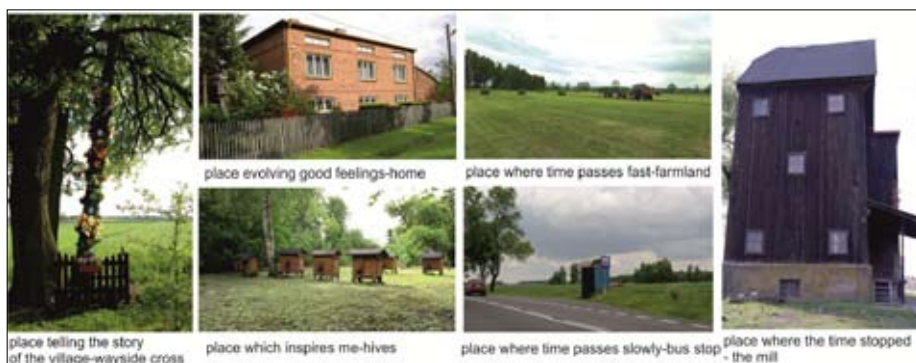 place telling the story
of the village-wayside cross
place evolving good feelings-home
place which inspires me-hives
place where time passes fast-farmland
place where time passes slowly-bus stop
place where the time stopped
- the mill